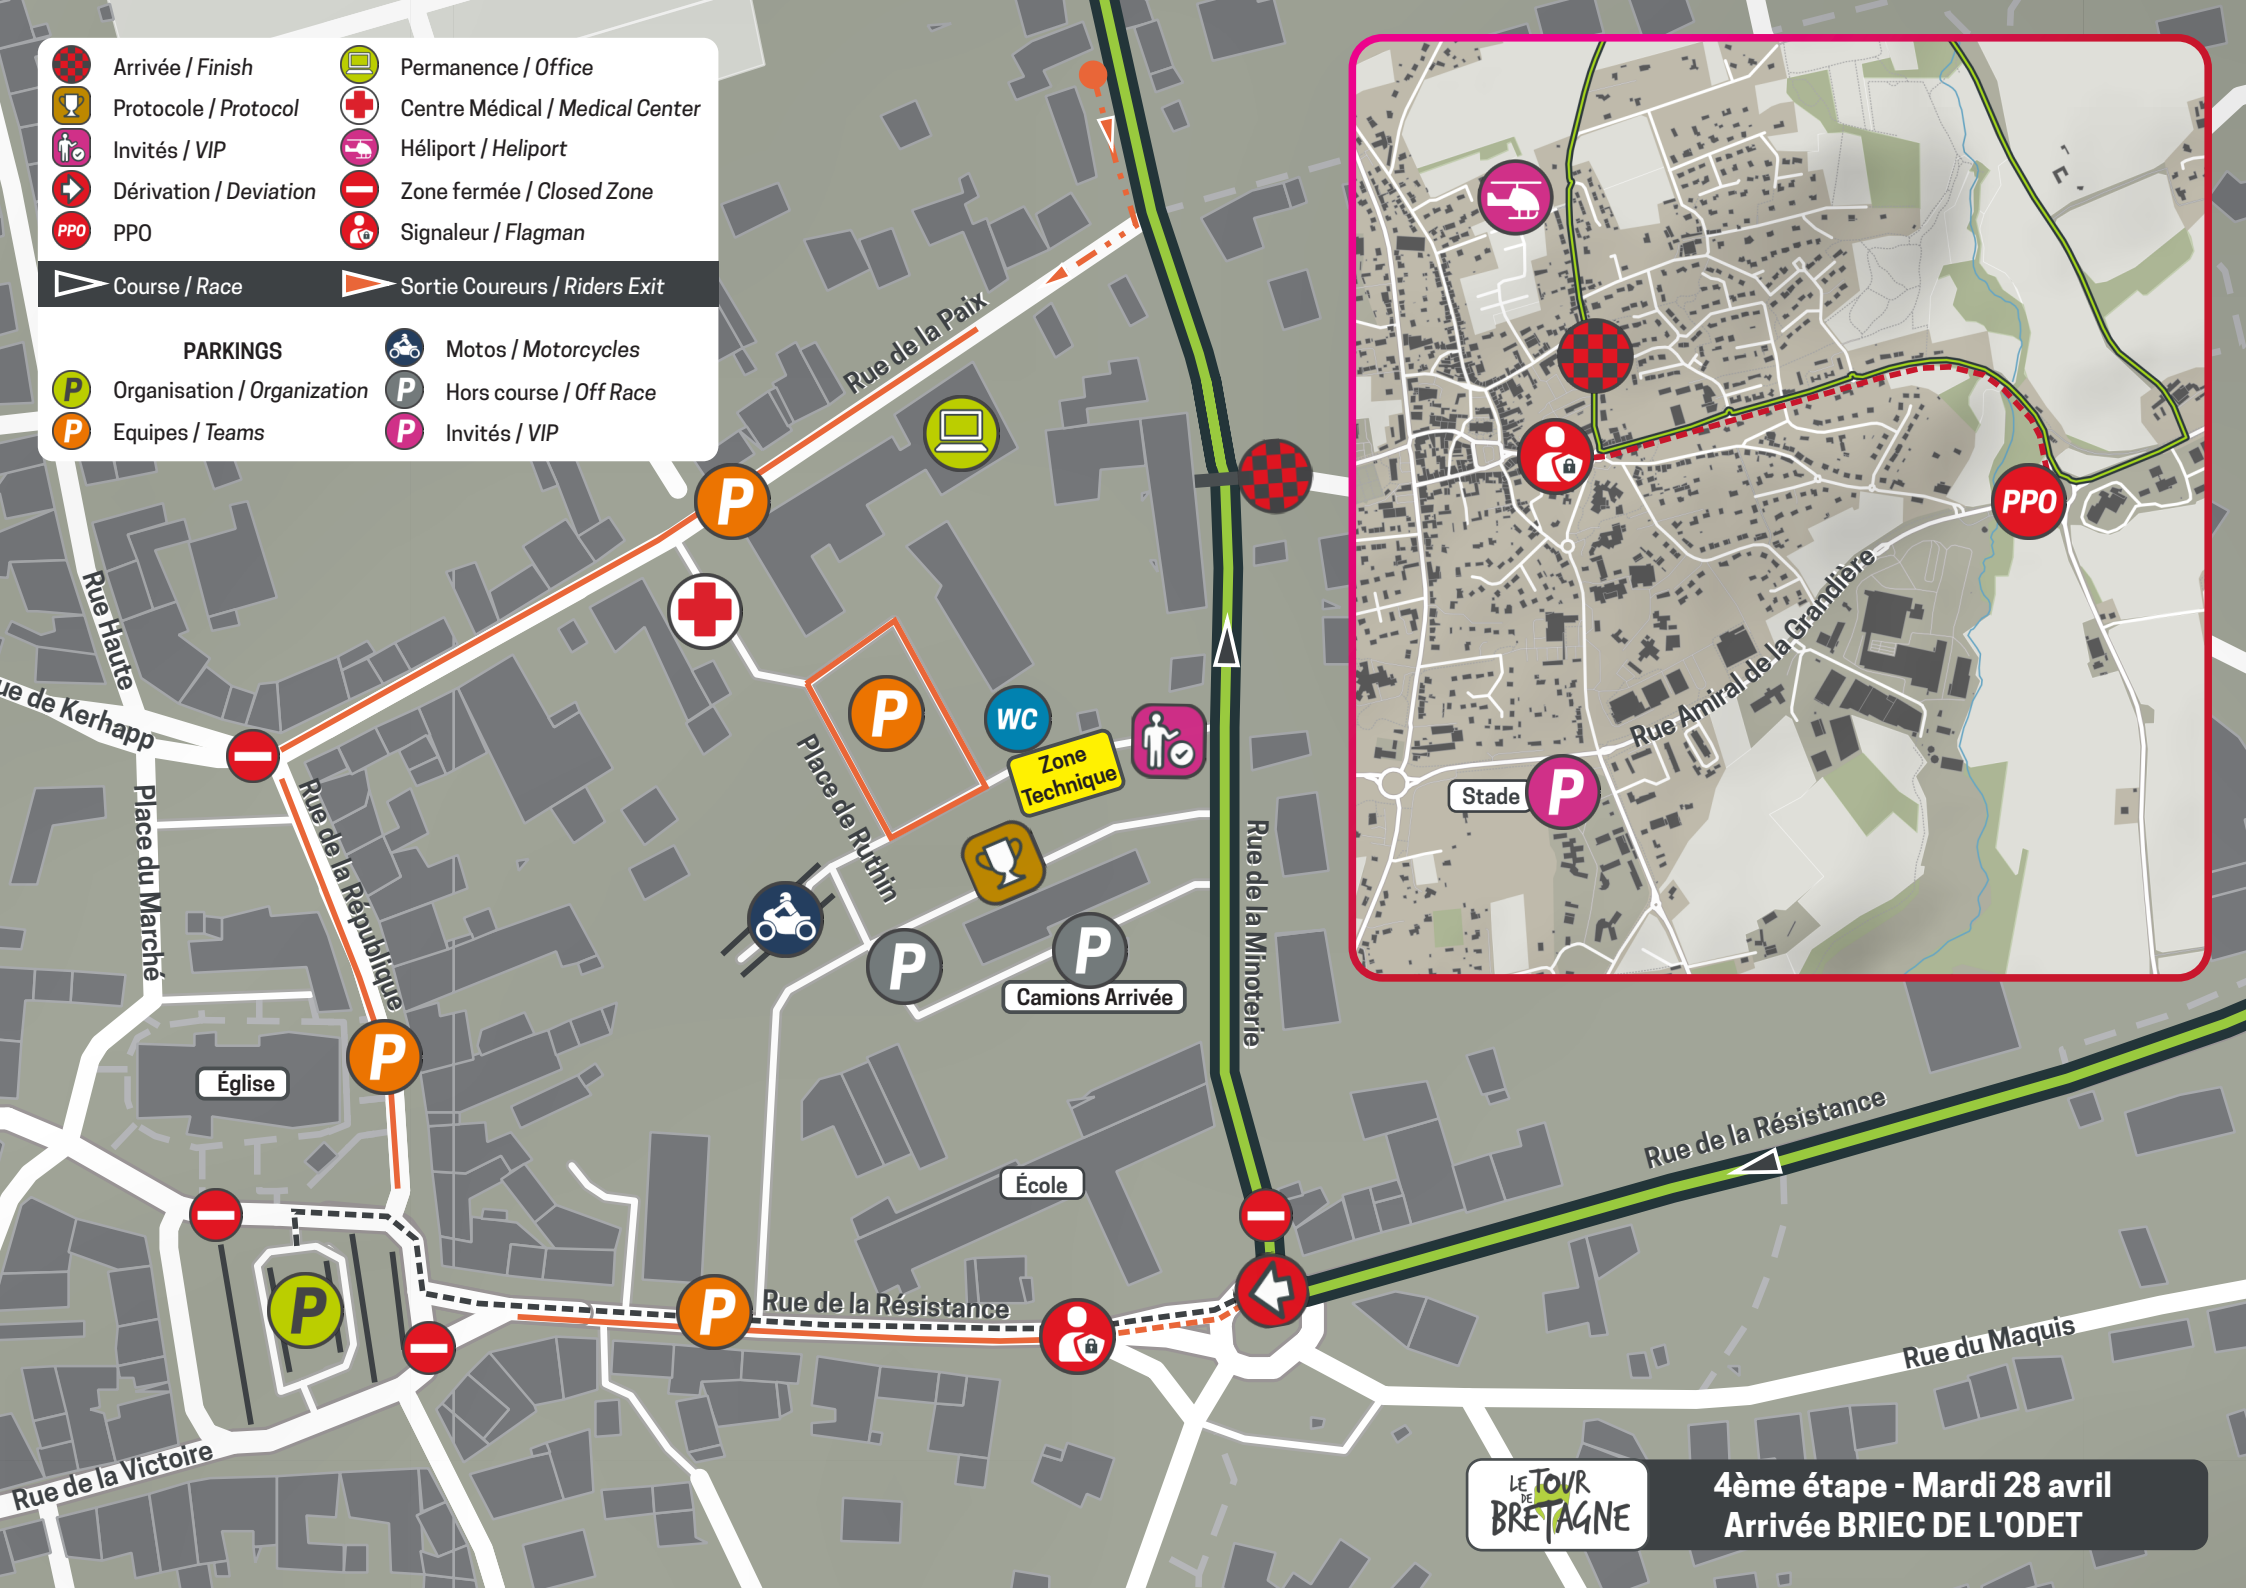 Arrivée / Finish
Protocole / Protocol
Invités / VIP
Dérivation / Deviation
PPO
PPO
Permanence / Office
Centre Médical / Medical Center
Héliport / Heliport
Zone fermée / Closed Zone
Signaleur / Flagman
Course / Race
Sortie Coureurs / Riders Exit
PARKINGS
P
Organisation / Organization
P
Equipes / Teams
Motos / Motorcycles
P
Hors course / Off Race
P
Invités / VIP
Rue de la Paix
P
Rue Haute
ue de Kerhapp
Place du Marché
Rue de la République
P
WC
Zone
Technique
Place de Ruthin
P
P
Camions Arrivée
Rue de la Minoterie
P
Église
École
P
P
Rue de la Résistance
Rue de la Résistance
Rue du Maquis
Rue de la Victoire
PPO
Rue Amiral de la Grandière
Stade
P
LE TOUR
DE
BRETAGNE
4ème étape - Mardi 28 avril
Arrivée BRIEC DE L'ODET